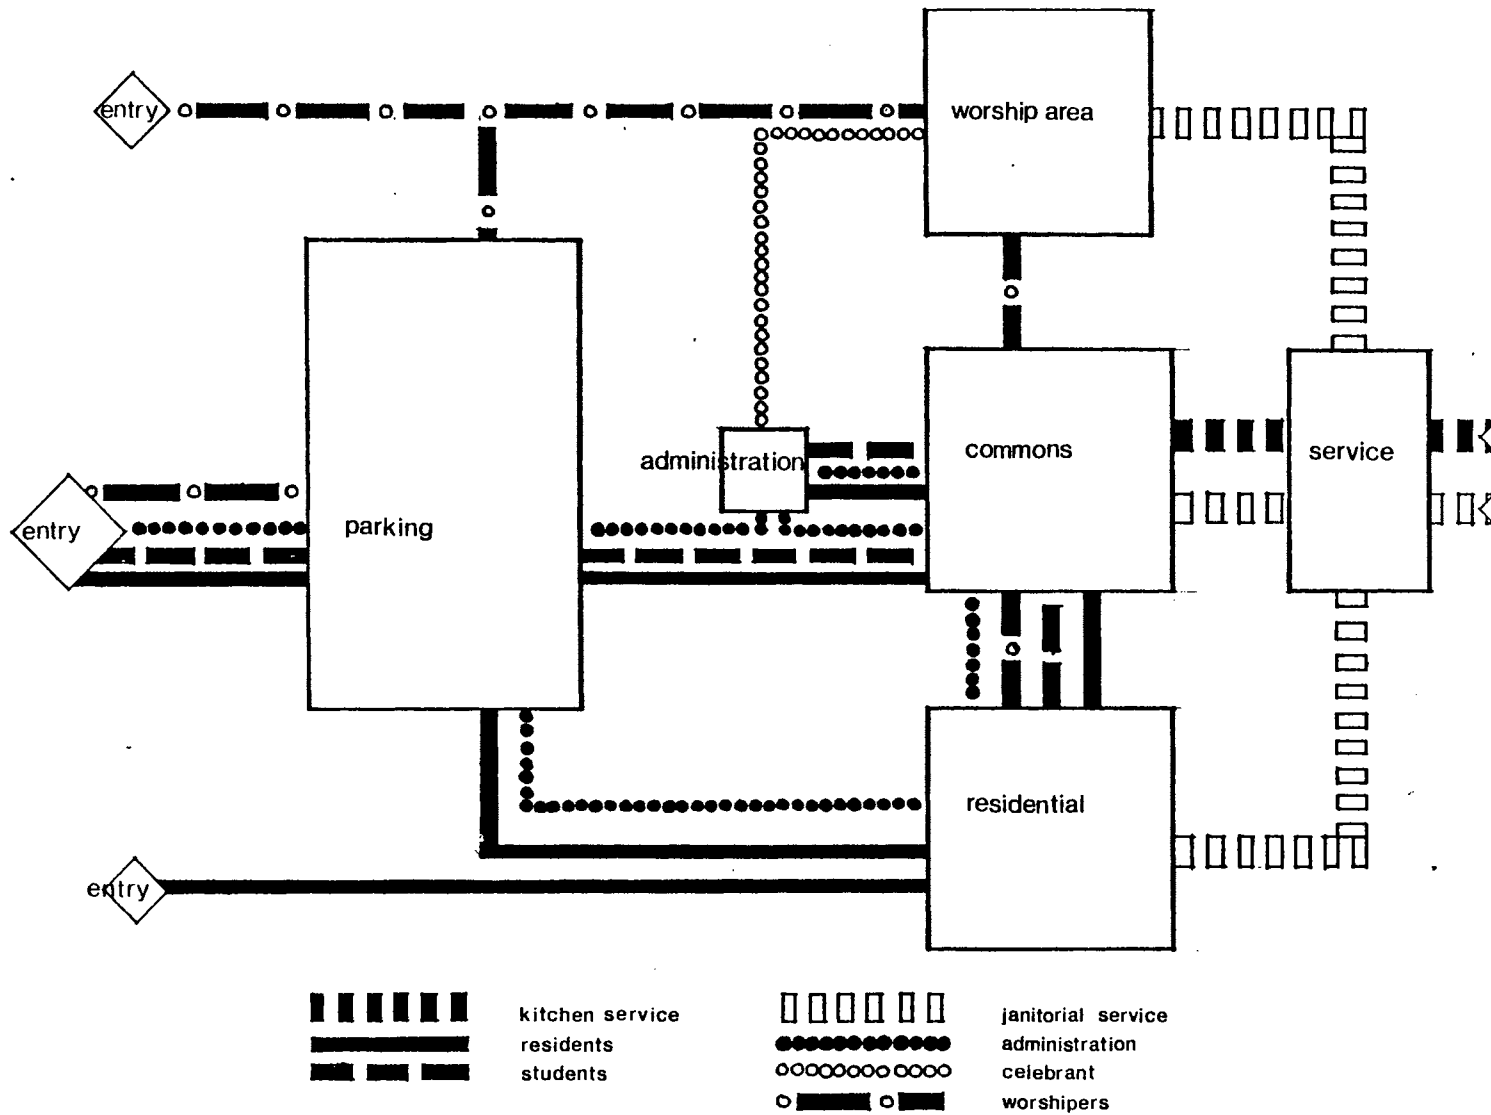 entry
worship area
administration
commons
service
entry
parking
residential
entry
kitchen service
residents
students
janitorial service
administration
celebrant
worshipers